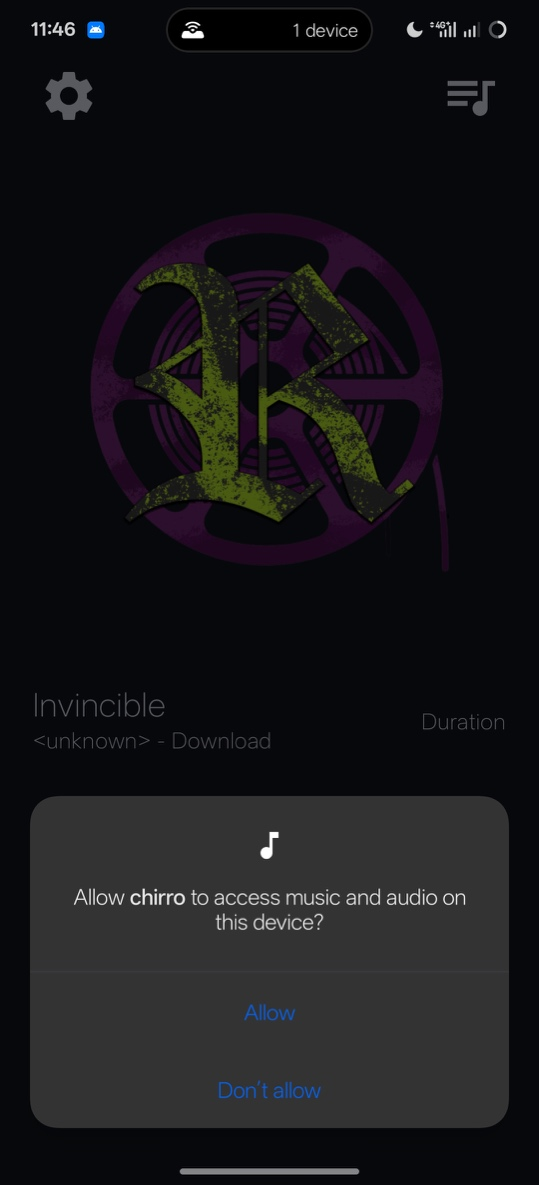 11:46
1 device
4G+
Invincible
<unknown> - Download
Duration
Allow chirro to access music and audio on
this device?
Allow
Don't allow